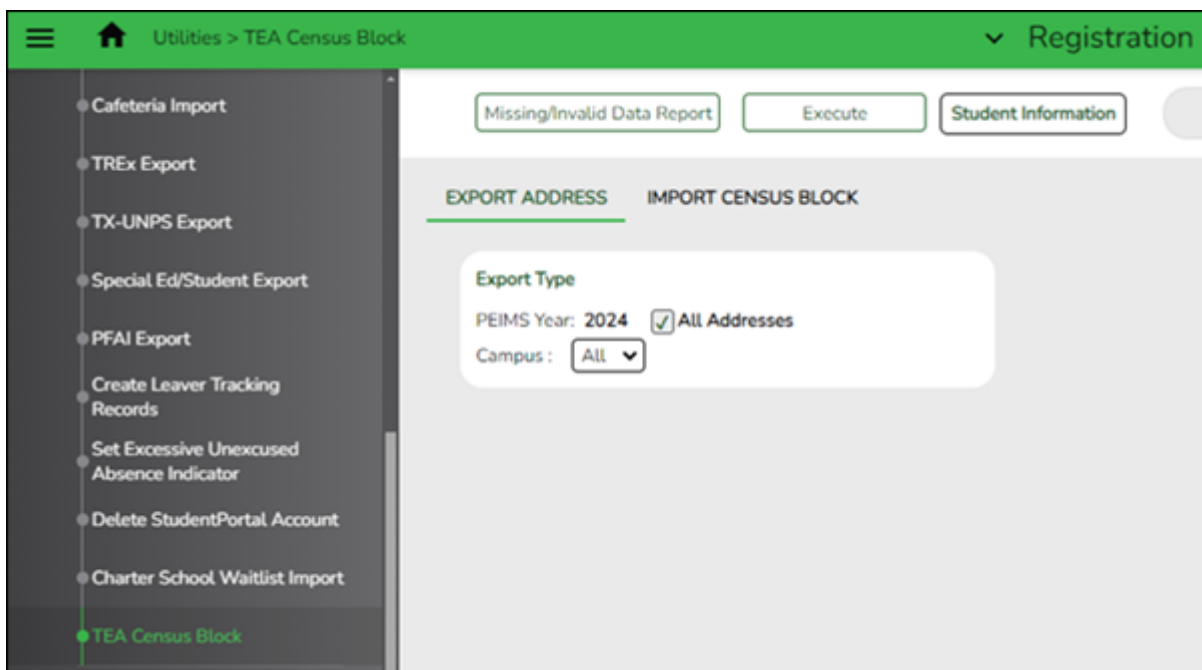 Utilities > TEA Census Block
Registration
Cafeteria Import
TREx Export
TX-UNPS Export
Special Ed/Student Export
PFAI Export
Create Leaver Tracking
Records
Set Excessive Unexcused
Absence Indicator
Delete StudentPortal Account
Charter School Waitlist Import
TEA Census Block
Missing/Invalid Data Report
Execute
Student Information
EXPORT ADDRESS
IMPORT CENSUS BLOCK
Export Type
PEIMS Year: 2024 All Addresses
Campus : All